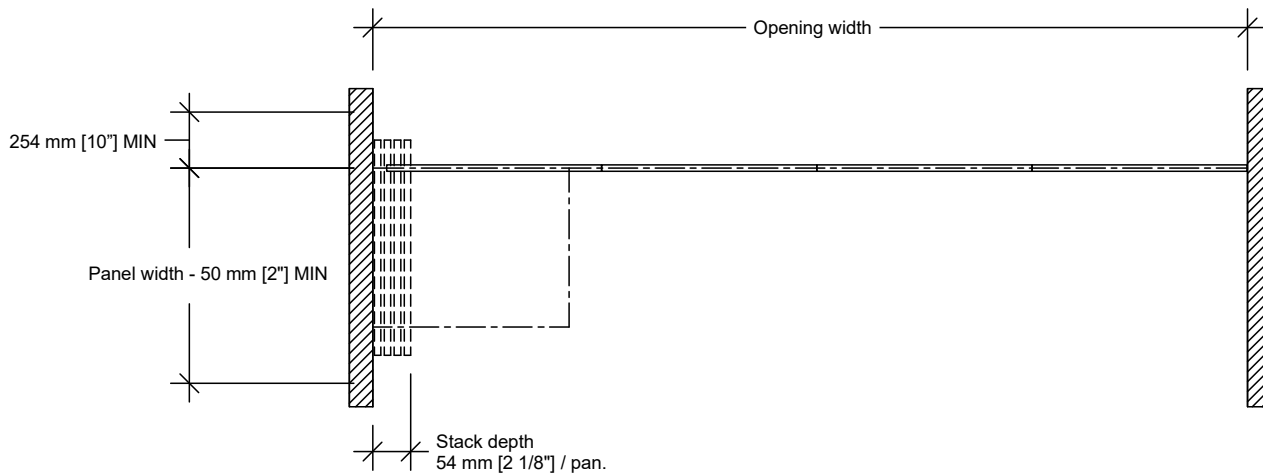 Opening width
254 mm [10”] MIN
Panel width - 50 mm [2"] MIN
Stack depth
54 mm [2 1/8"] / pan.